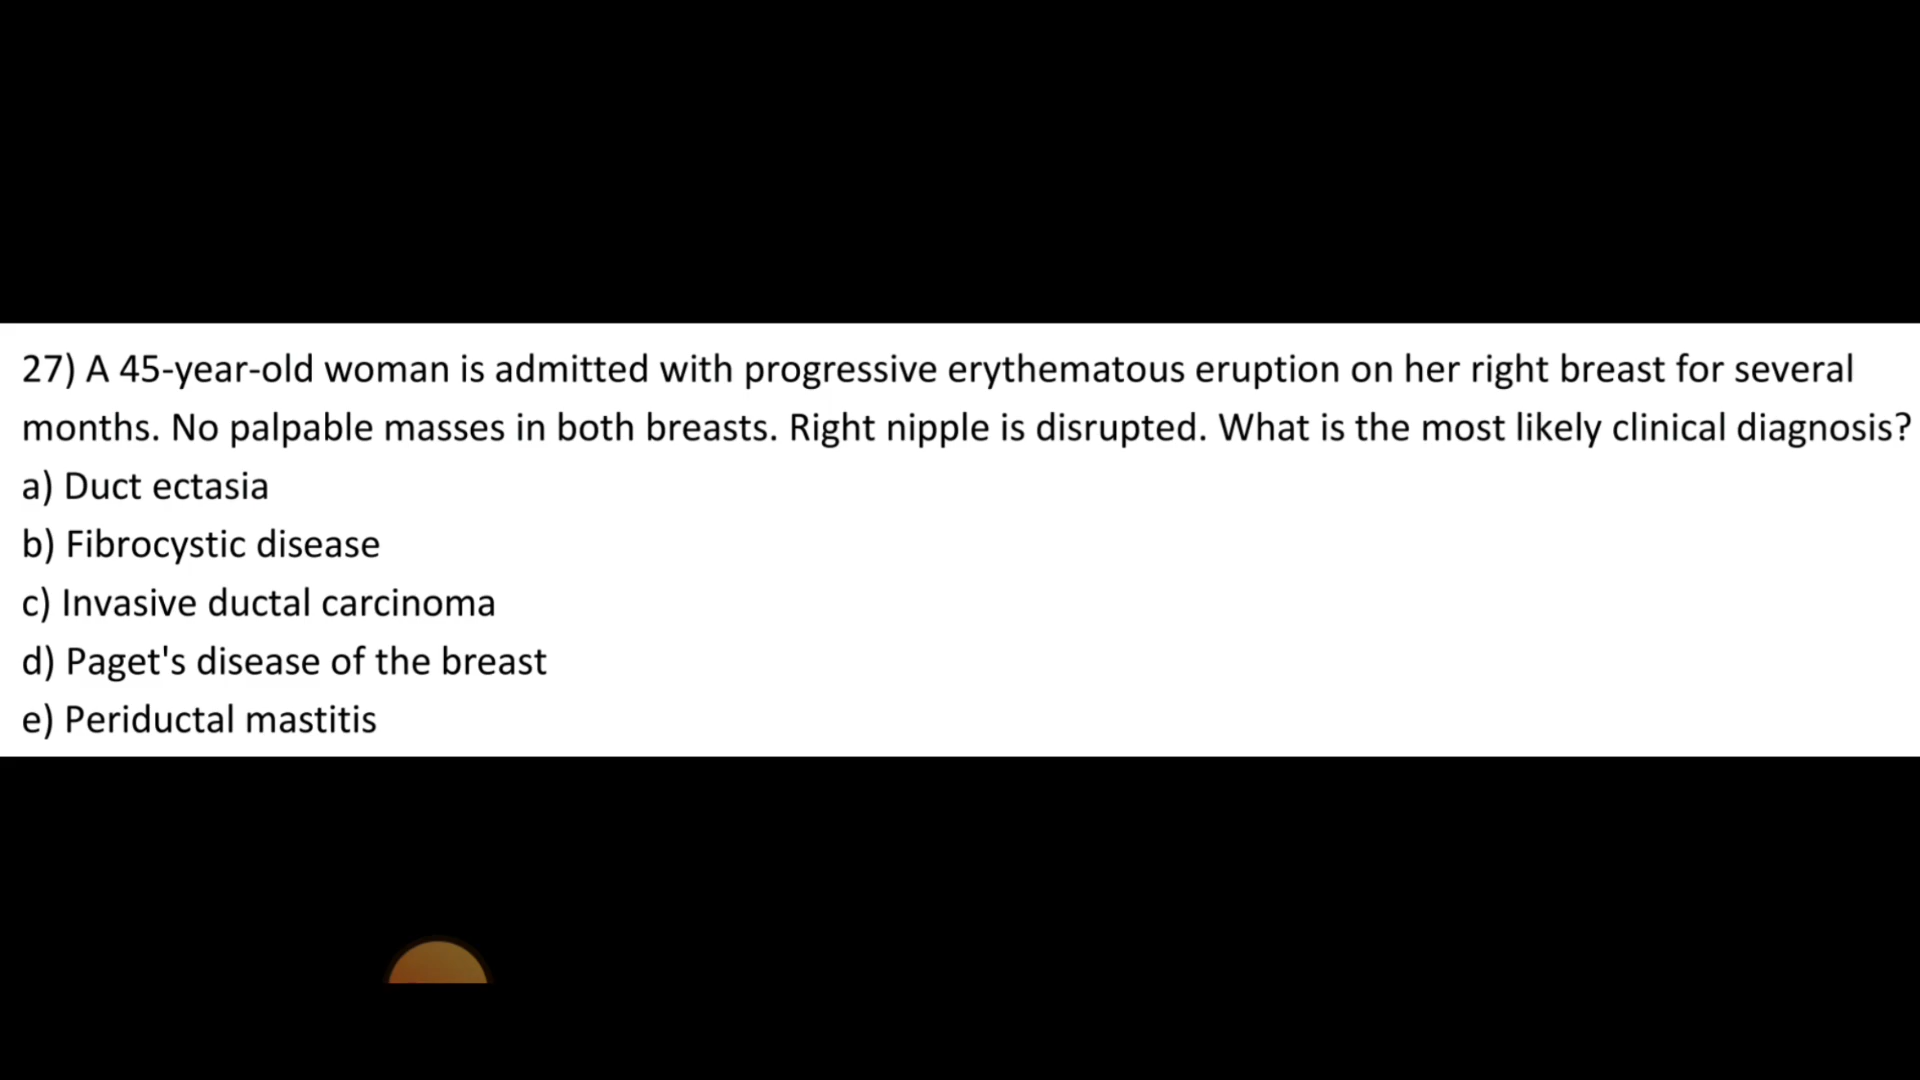 27) A 45-year-old woman is admitted with progressive erythematous eruption on her right breast for several
months. No palpable masses in both breasts. Right nipple is disrupted. What is the most likely clinical diagnosis?
a) Duct ectasia
b) Fibrocystic disease
c) Invasive ductal carcinoma
d) Paget's disease of the breast
e) Periductal mastitis